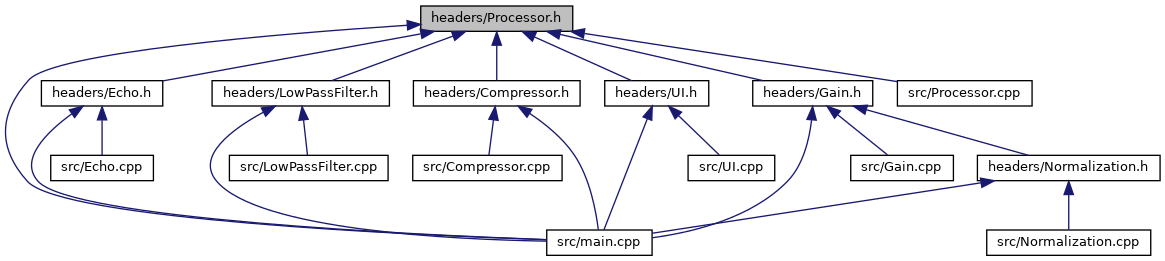 headers/Processor.h
headers/Echo.h
headers/LowPassFilter.h
headers/Compressor.h
headers/UI.h
headers/Gain.h
src/Processor.cpp
src/Echo.cpp
src/LowPassFilter.cpp
src/Compressor.cpp
src/UI.cpp
src/Gain.cpp
headers/Normalization.h
src/main.cpp
src/Normalization.cpp